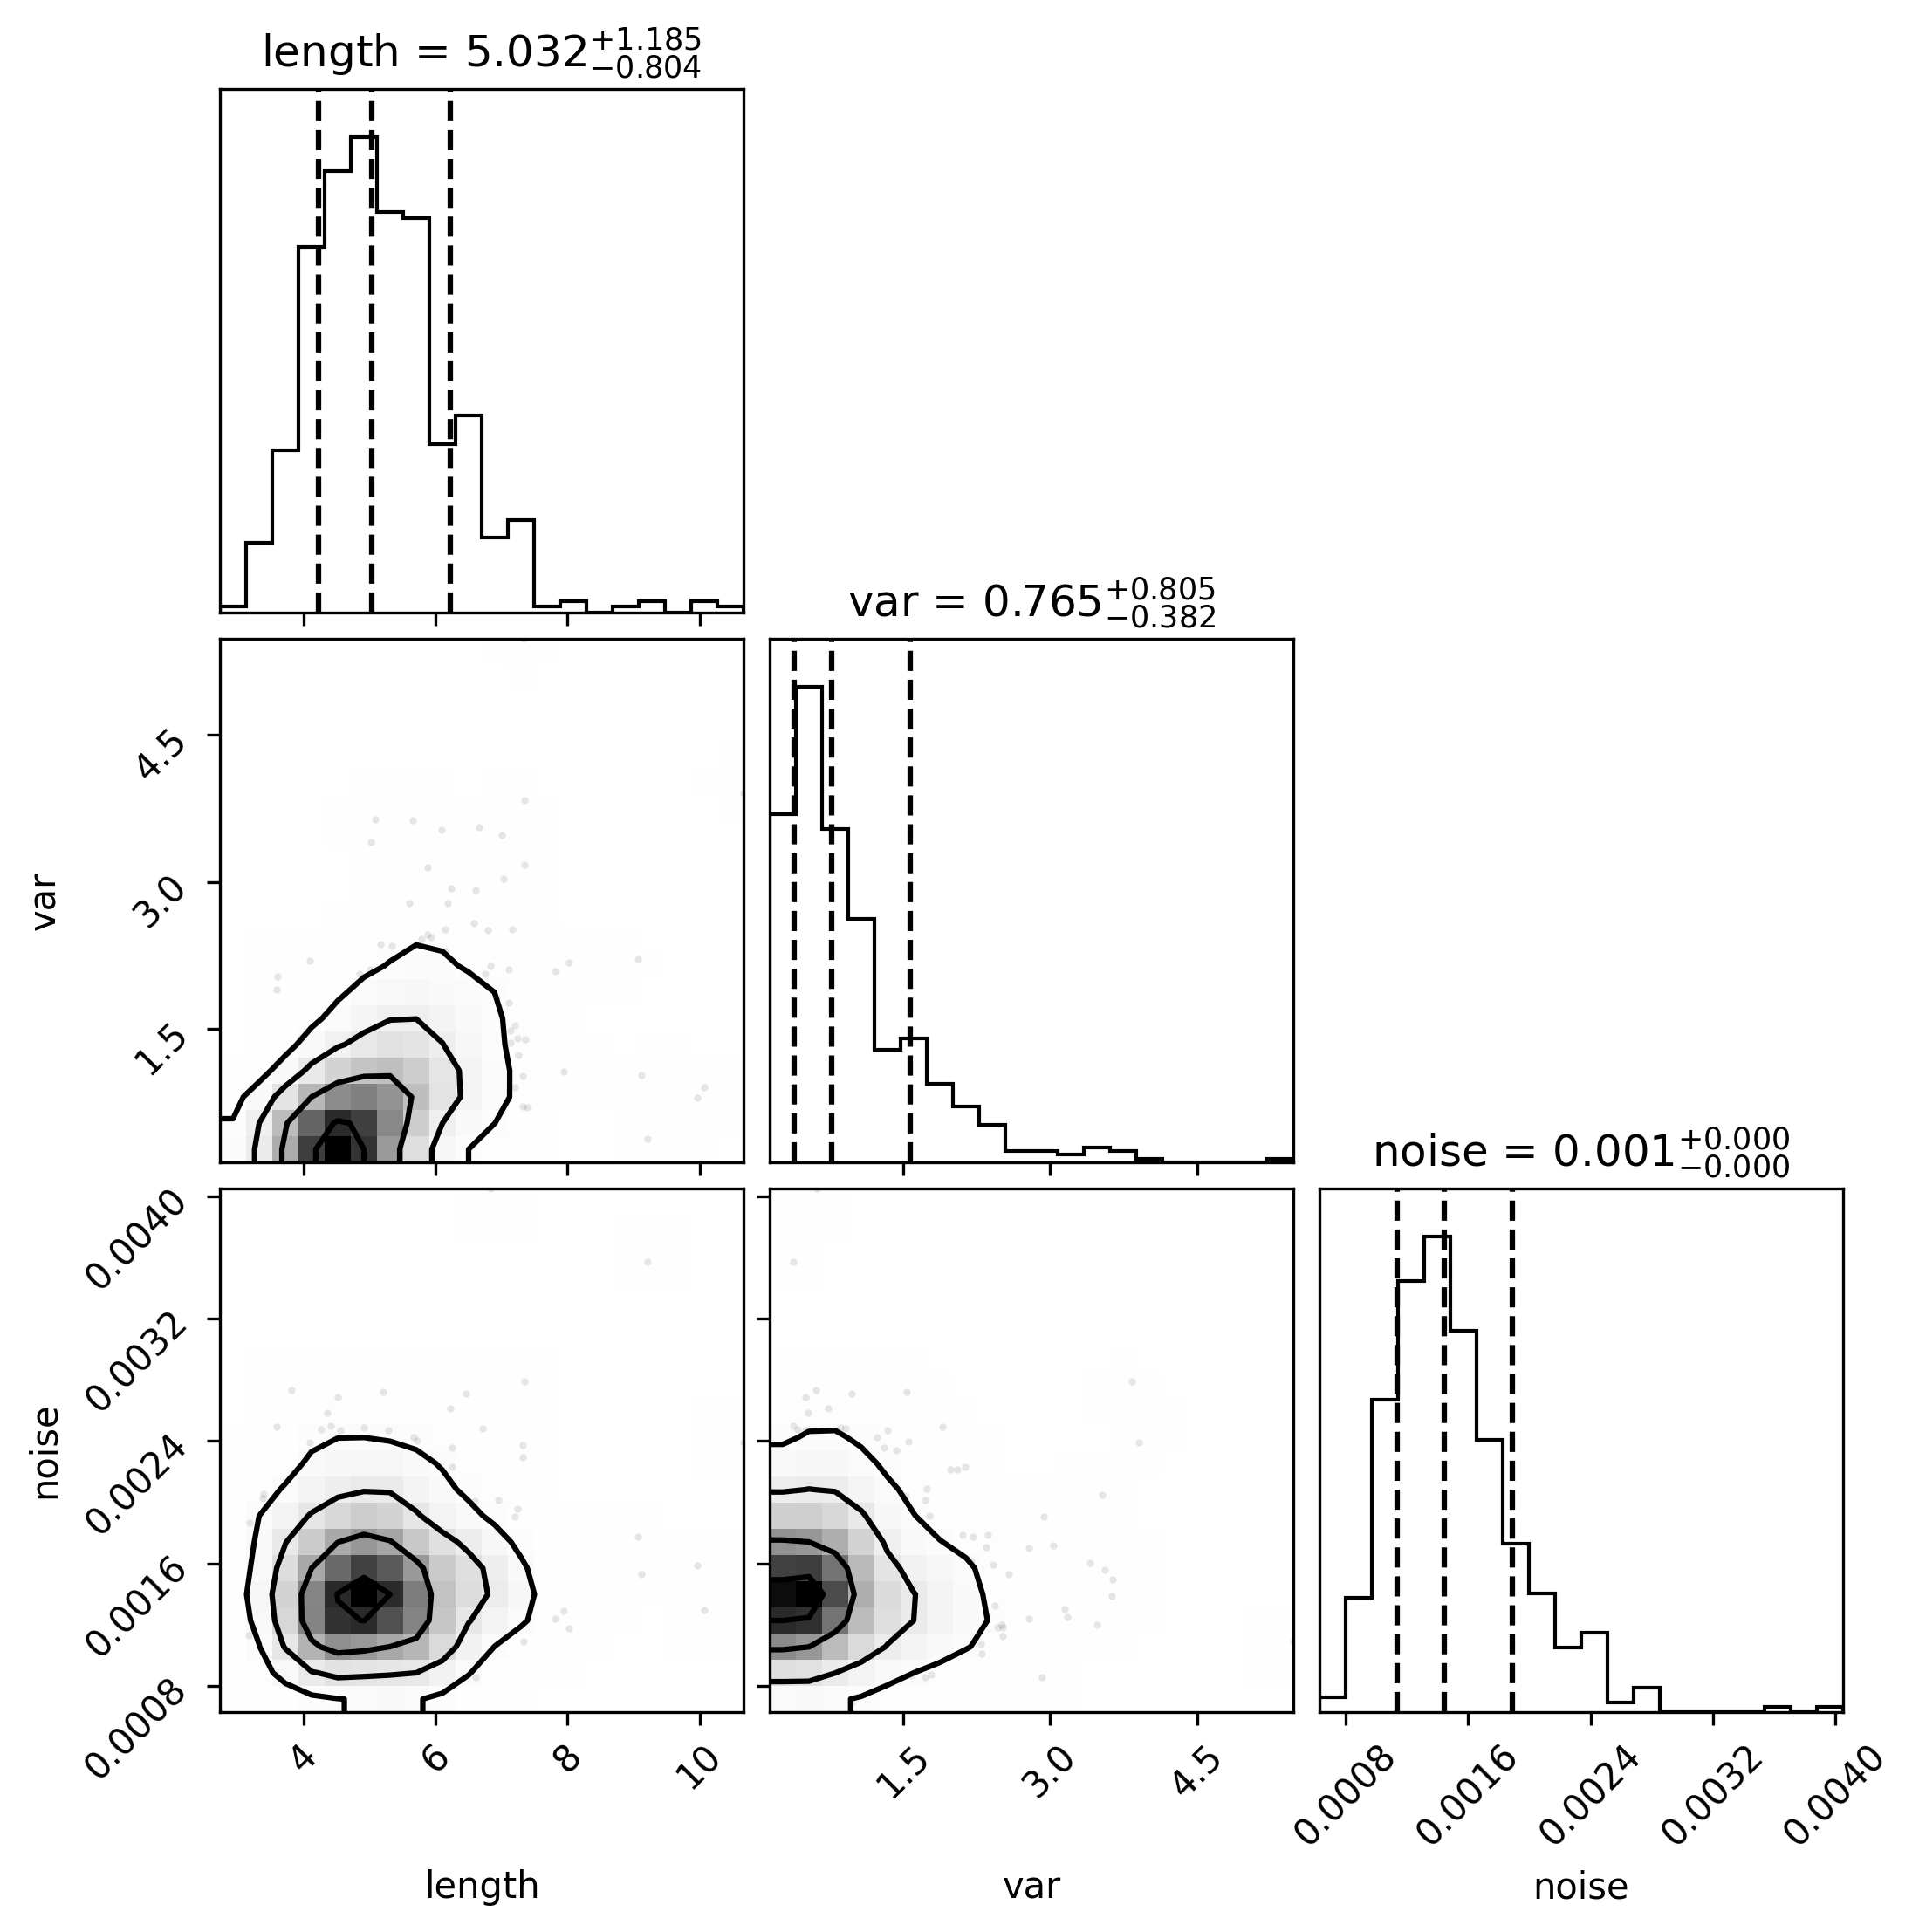 length = 5.032+1.185−0.804
var = 0.765+0.805−0.382
4.5
3.0
1.5
var
noise = 0.001+0.000−0.000
0.0040
0.0032
0.0024
0.0016
0.0008
noise
4 6 8 10
1.5 3.0 4.5
0.0008 0.0016 0.0024 0.0032 0.0040
length var noise